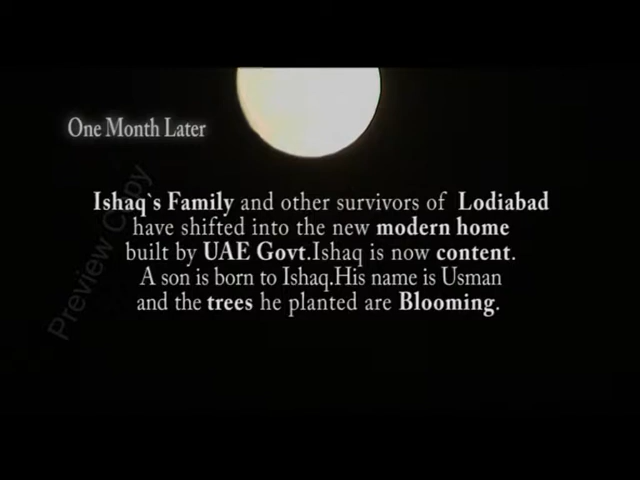 One Month Later
Ishaq`s Family and other survivors of Lodiabad
have shifted into the new modern home
built by UAE Govt.Ishaq is now content.
A son is born to Ishaq.His name is Usman
and the trees he planted are Blooming.
Preview Copy